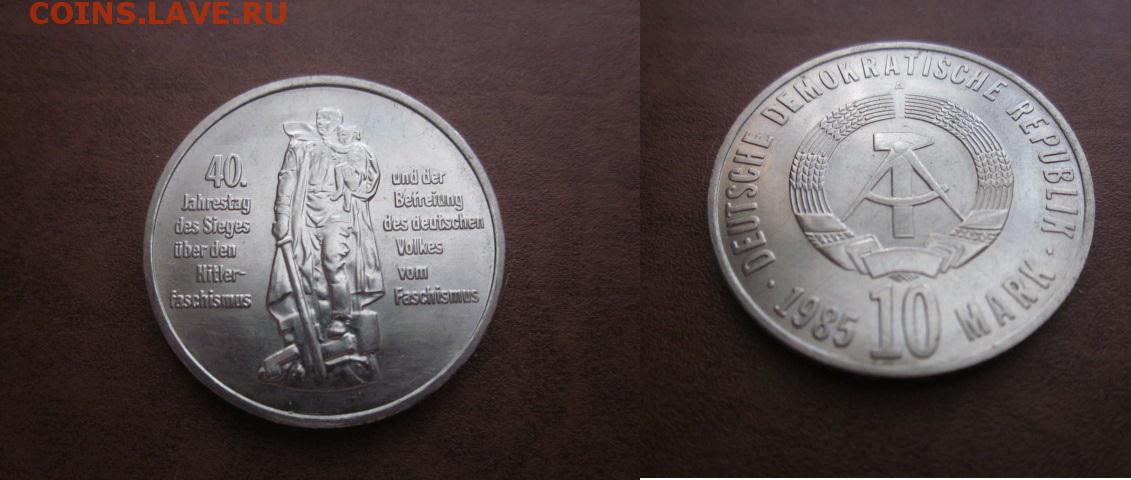 COINS.LAVE.RU
40.
Jahrestag
des Sieges
über den
Hitler-
faschismus
und der
Befreiung
des deutschen
Volkes
vom
Faschismus
DEUTSCHE DEMOKRATISCHE REPUBLIK
A
1985 10 MARK